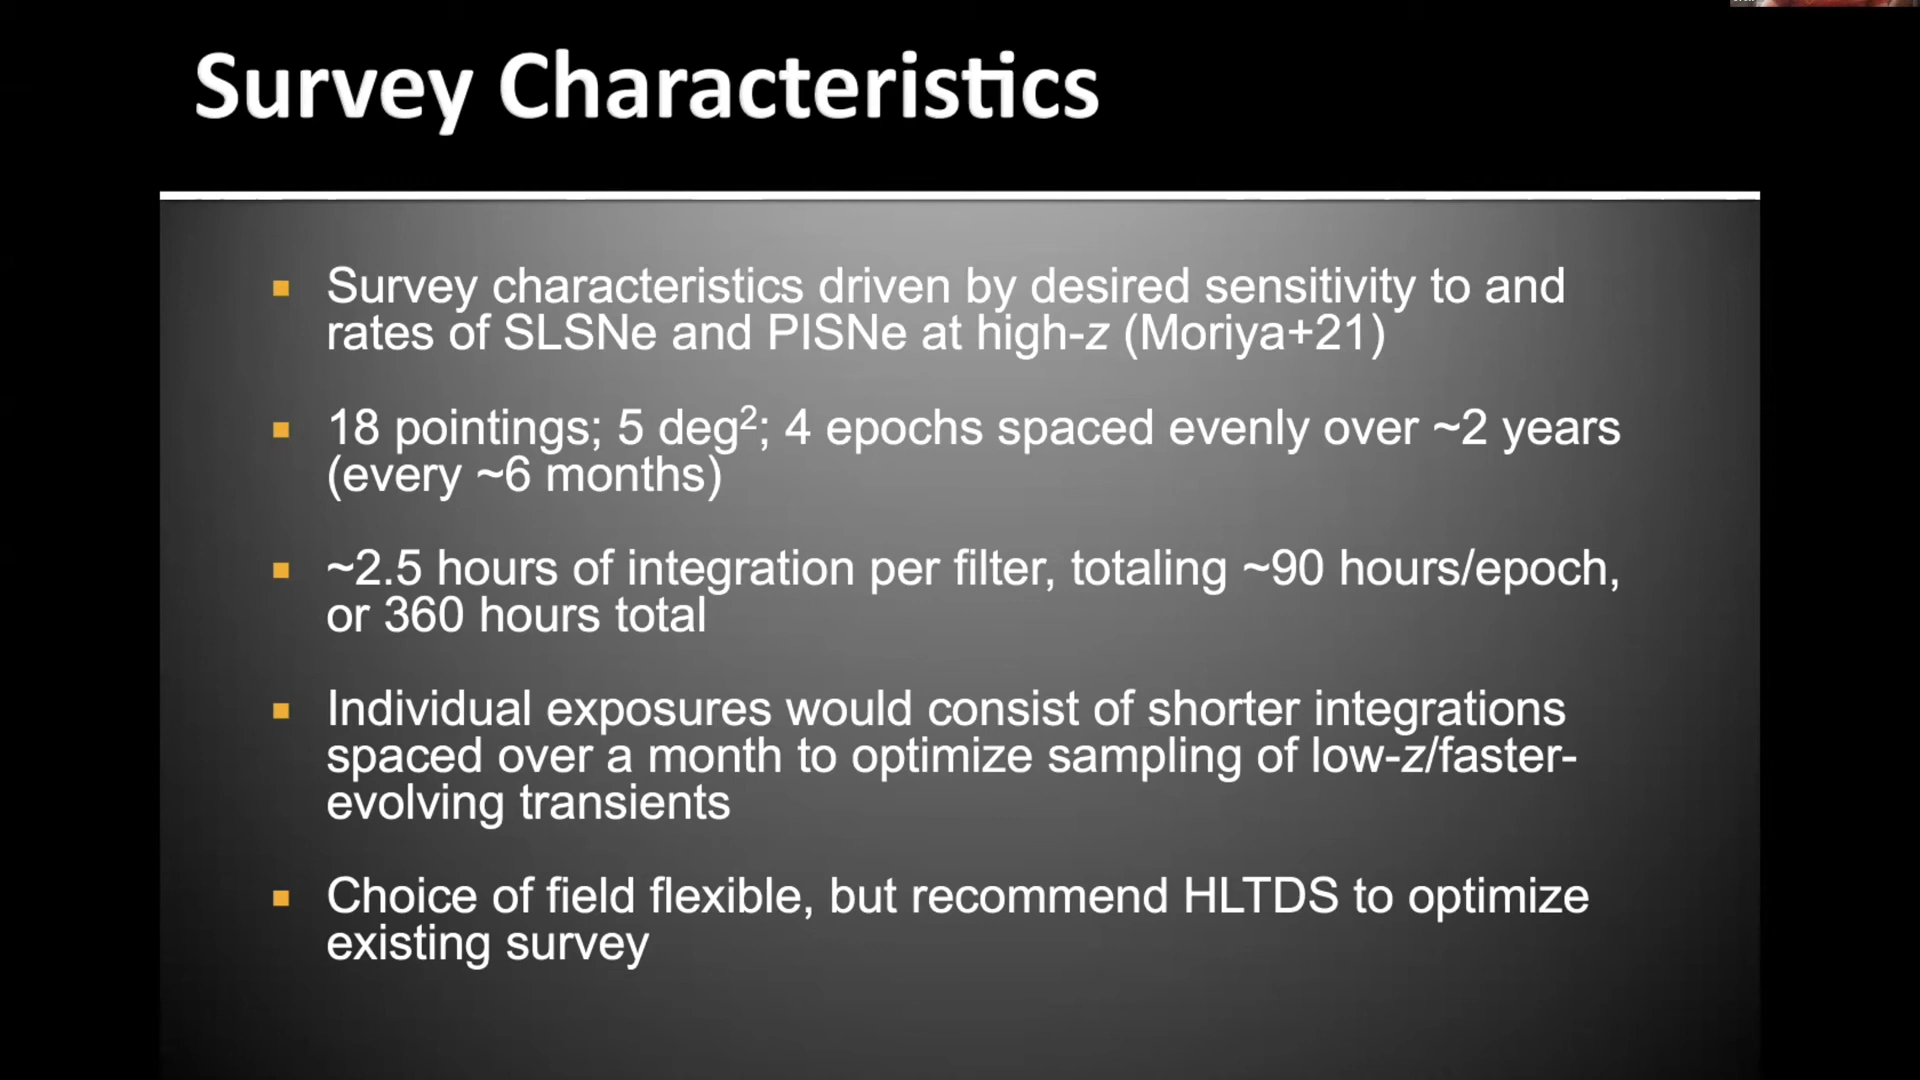 Survey Characteristics
▪ Survey characteristics driven by desired sensitivity to and
rates of SLSNe and PISNe at high-z (Moriya+21)
▪ 18 pointings; 5 deg²; 4 epochs spaced evenly over ~2 years
(every ~6 months)
▪ ~2.5 hours of integration per filter, totaling ~90 hours/epoch,
or 360 hours total
▪ Individual exposures would consist of shorter integrations
spaced over a month to optimize sampling of low-z/faster-
evolving transients
▪ Choice of field flexible, but recommend HLTDS to optimize
existing survey